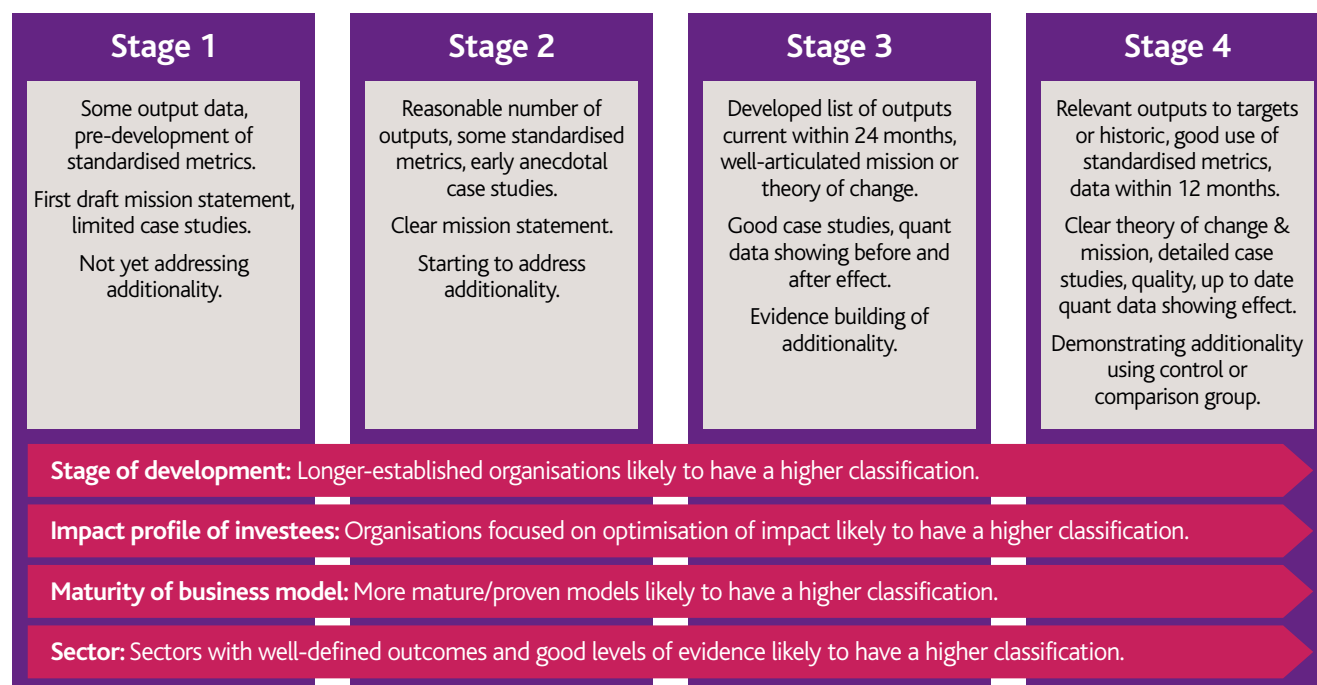 Stage 1
Some output data,
pre-development of
standardised metrics.
First draft mission statement,
limited case studies.
Not yet addressing
additionality.
Stage 2
Reasonable number of
outputs, some standardised
metrics, early anecdotal
case studies.
Clear mission statement.
Starting to address
additionality.
Stage 3
Developed list of outputs
current within 24 months,
well-articulated mission or
theory of change.
Good case studies, quant
data showing before and
after effect.
Evidence building of
additionality.
Stage 4
Relevant outputs to targets
or historic, good use of
standardised metrics,
data within 12 months.
Clear theory of change &
mission, detailed case
studies, quality, up to date
quant data showing effect.
Demonstrating additionality
using control or
comparison group.
Stage of development: Longer-established organisations likely to have a higher classification.
Impact profile of investees: Organisations focused on optimisation of impact likely to have a higher classification.
Maturity of business model: More mature/proven models likely to have a higher classification.
Sector: Sectors with well-defined outcomes and good levels of evidence likely to have a higher classification.